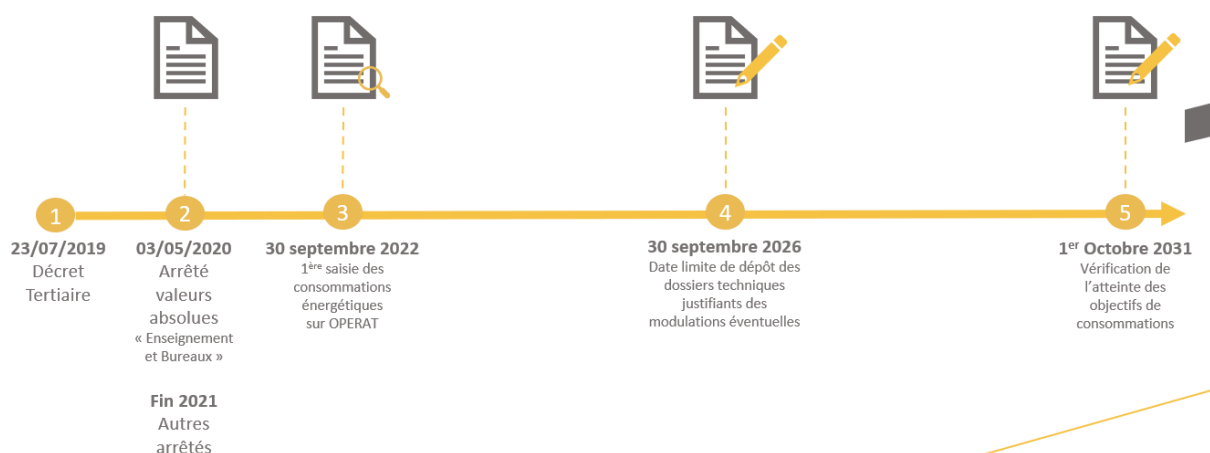 1
23/07/2019
Décret
Tertiaire
2
03/05/2020
Arrêté
valeurs
absolues
« Enseignement
et Bureaux »
Fin 2021
Autres
arrêtés
3
30 septembre 2022
1ère saisie des
consommations
énergétiques
sur OPERAT
4
30 septembre 2026
Date limite de dépôt des
dossiers techniques
justifiants des
modulations éventuelles
5
1er Octobre 2031
Vérification de
l'atteinte des
objectifs de
consommations